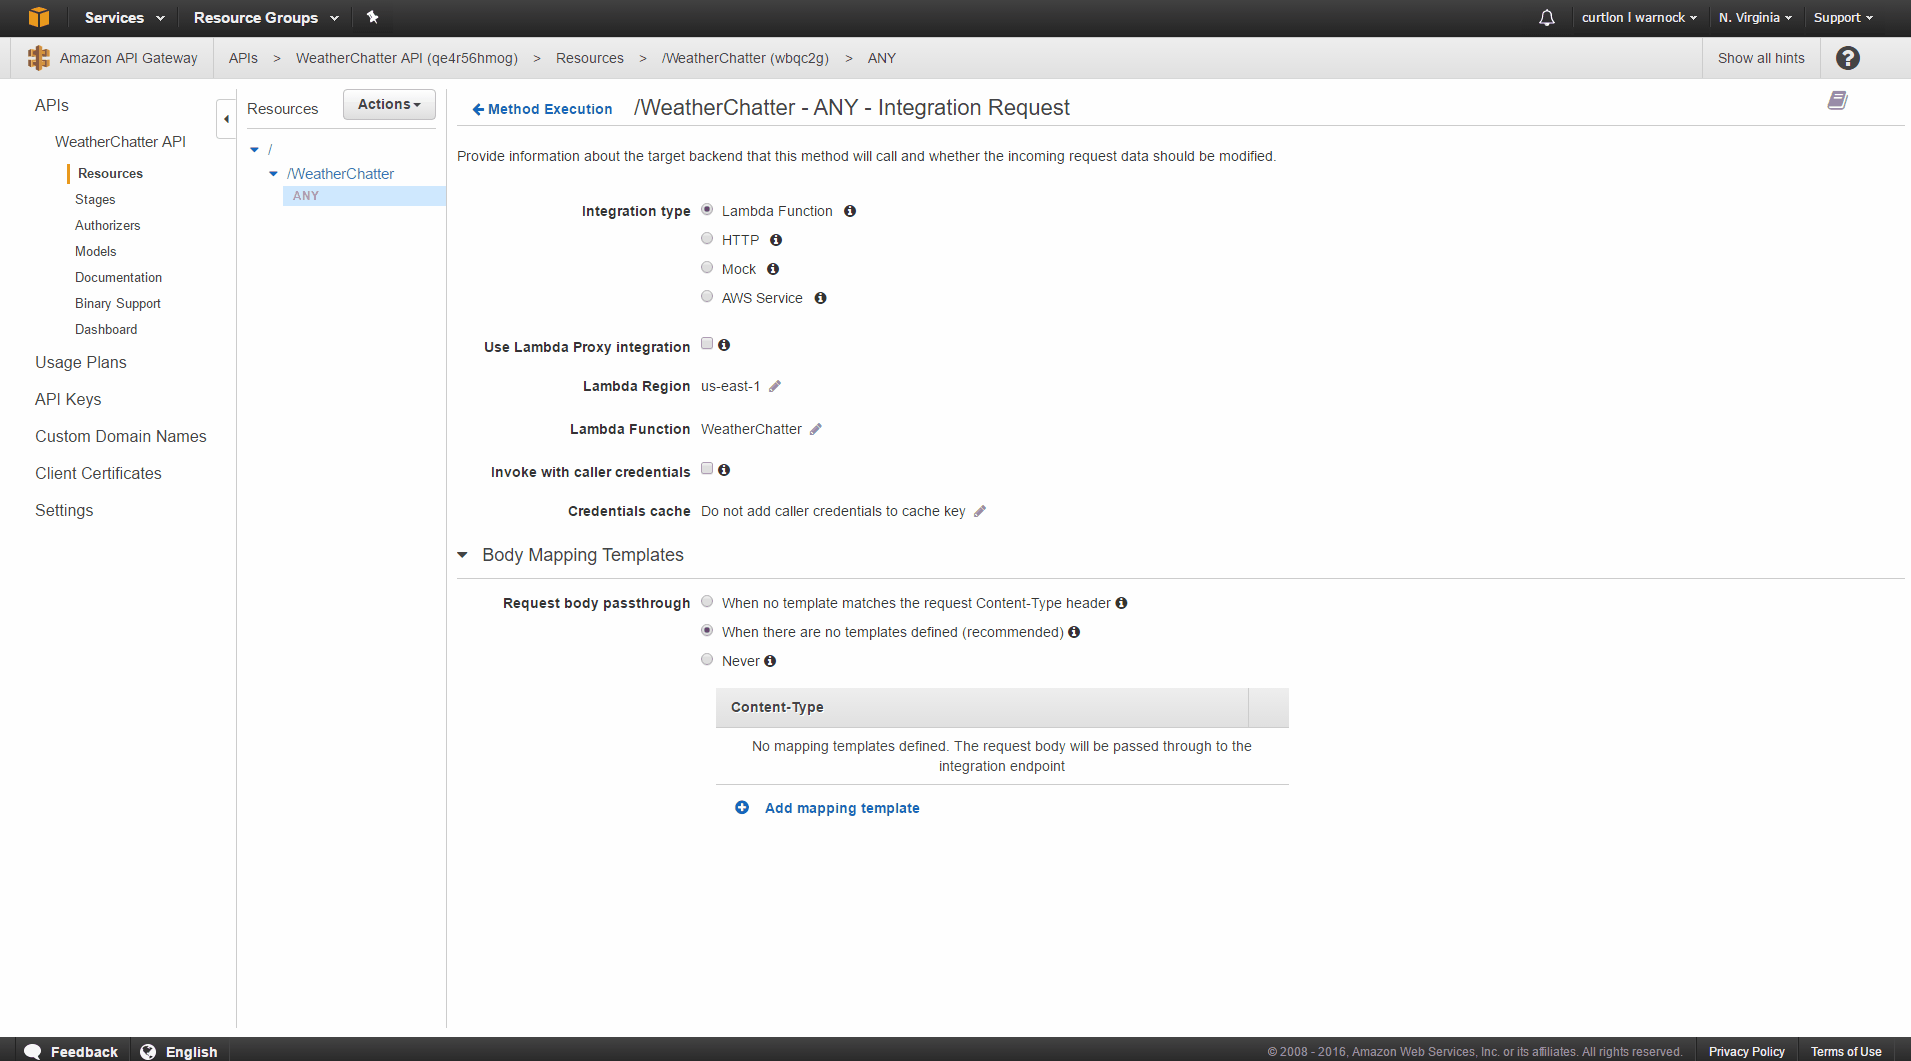 Services Resource Groups curtlon l warnock N. Virginia Support
Amazon API Gateway APIs > WeatherChatter API (qe4r56hmog) > Resources > /WeatherChatter (wbqc2g) > ANY Show all hints ?
APIs
WeatherChatter API
Resources
Stages
Authorizers
Models
Documentation
Binary Support
Dashboard
Usage Plans
API Keys
Custom Domain Names
Client Certificates
Settings
Resources Actions
/
/WeatherChatter
ANY
Method Execution /WeatherChatter - ANY - Integration Request
Provide information about the target backend that this method will call and whether the incoming request data should be modified.
Integration type Lambda Function
HTTP
Mock
AWS Service
Use Lambda Proxy integration
Lambda Region us-east-1
Lambda Function WeatherChatter
Invoke with caller credentials
Credentials cache Do not add caller credentials to cache key
Body Mapping Templates
Request body passthrough When no template matches the request Content-Type header
When there are no templates defined (recommended)
Never
Content-Type
No mapping templates defined. The request body will be passed through to the
integration endpoint
Add mapping template
Feedback English © 2008 - 2016, Amazon Web Services, Inc. or its affiliates. All rights reserved. Privacy Policy Terms of Use